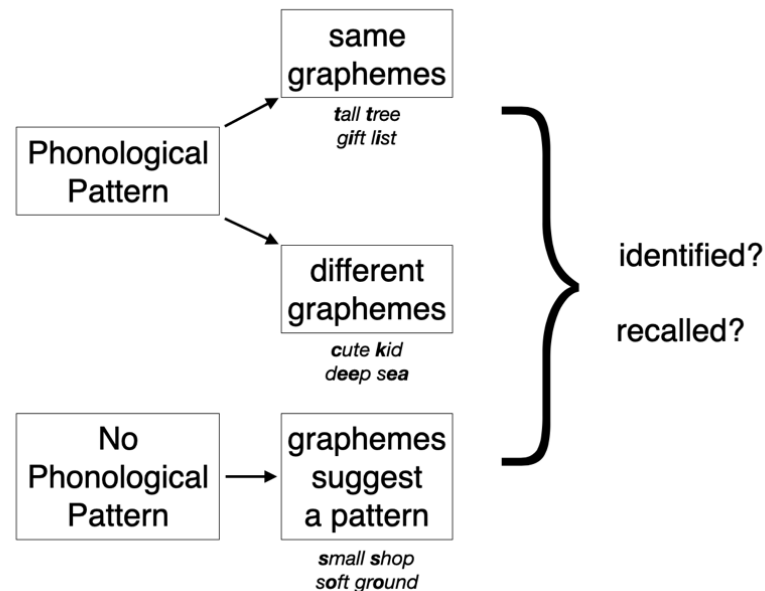 same
graphemes
tall tree
gift list
Phonological
Pattern
different
graphemes
cute kid
deep sea
identified?
recalled?
No
Phonological
Pattern
graphemes
suggest
a pattern
small shop
soft ground